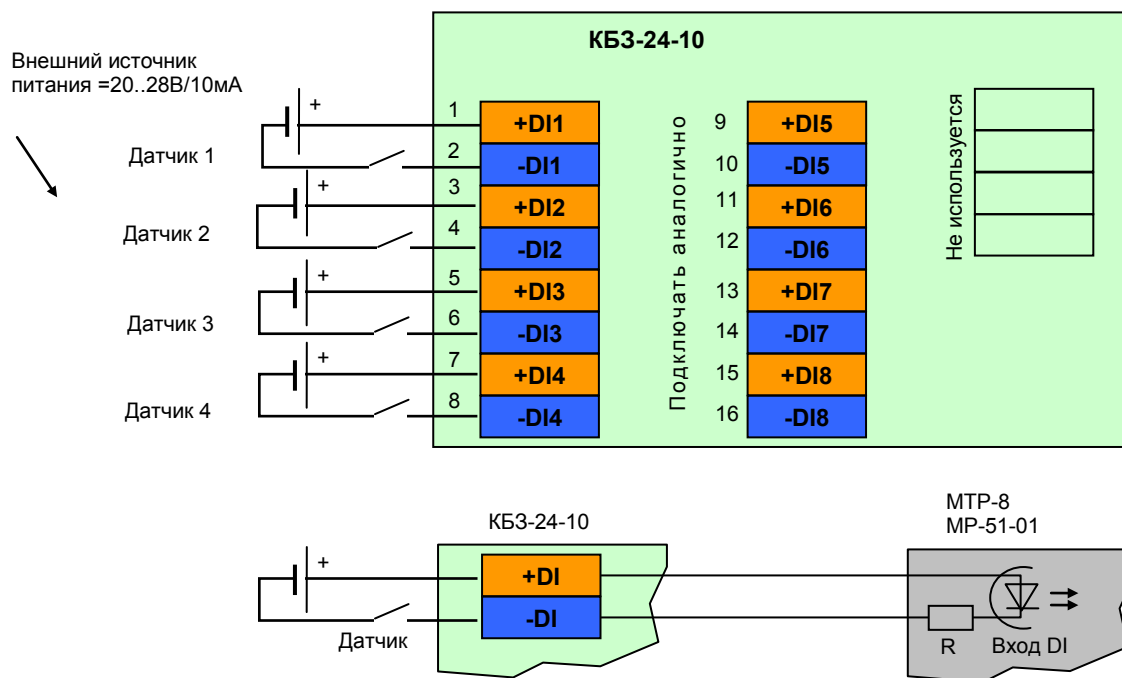 КБЗ-24-10
Внешний источник
питания =20..28В/10мА
Датчик 1
Датчик 2
Датчик 3
Датчик 4
+
1
+DI1
2
-DI1
+
3
+DI2
4
-DI2
+
5
+DI3
6
-DI3
+
7
+DI4
8
-DI4
Подключать аналогично
9
+DI5
10
-DI5
11
+DI6
12
-DI6
13
+DI7
14
-DI7
15
+DI8
16
-DI8
Не используется
КБЗ-24-10
МТР-8
МР-51-01
+
+DI
-DI
Датчик
R
Вход DI